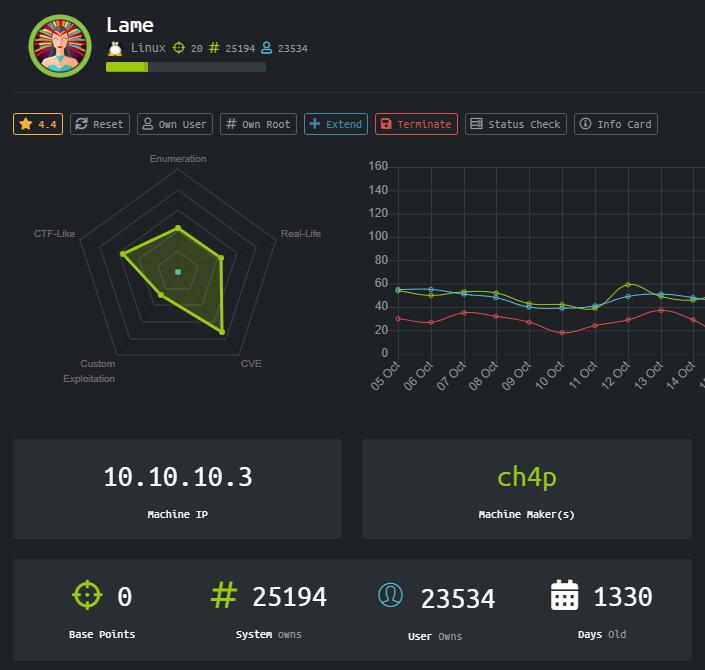 Lame
Linux 20 25194 23534
4.4 Reset Own User Own Root Extend Terminate Status Check Info Card
Enumeration
CTF-Like
Real-Life
Custom
Exploitation
CVE
160
140
120
100
80
60
40
20
0
05 Oct 06 Oct 07 Oct 08 Oct 09 Oct 10 Oct 11 Oct 12 Oct 13 Oct 14 Oct
10.10.10.3
Machine IP
ch4p
Machine Maker(s)
0 25194 23534 1330
Base Points System owns User Owns Days Old